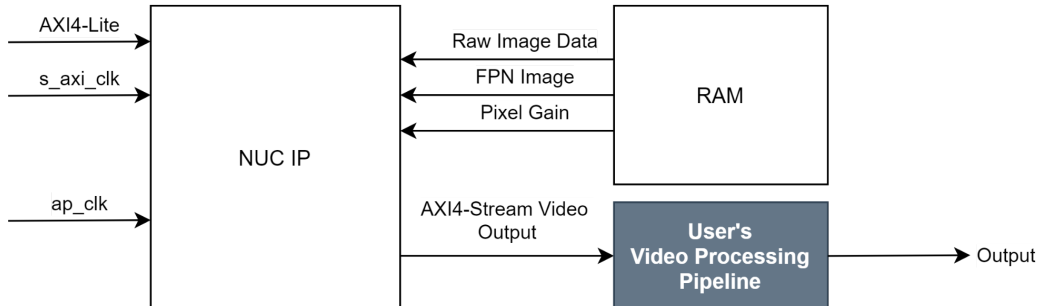 AXI4-Lite
s_axi_clk
ap_clk
NUC IP
Raw Image Data
FPN Image
Pixel Gain
RAM
AXI4-Stream Video
Output
User's
Video Processing
Pipeline
Output